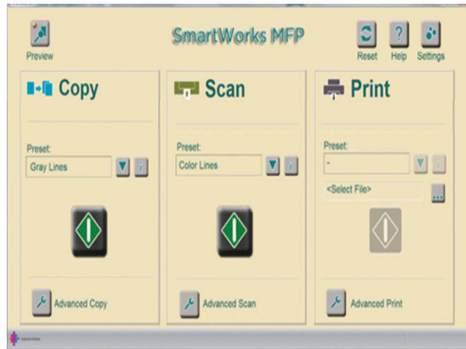 SmartWorks MFP
Preview
Reset Help Settings
Copy
Scan
Print
Preset:
Gray Lines
Preset:
Color Lines
Preset:
-
<Select File>
...
Advanced Copy
Advanced Scan
Advanced Print